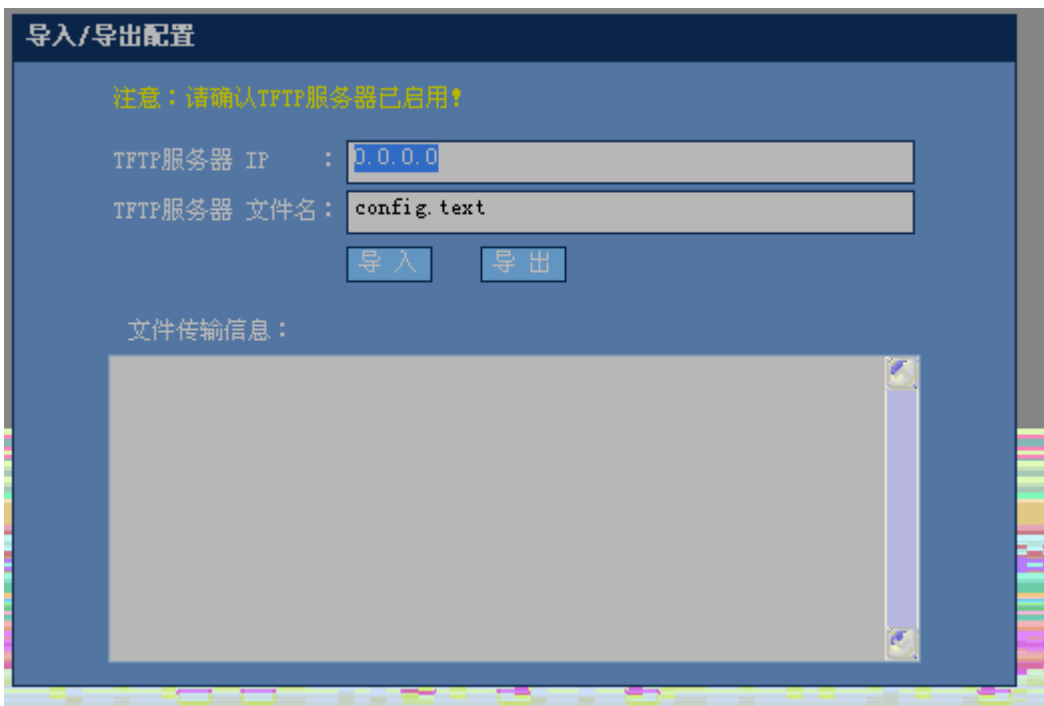 导入/导出配置
注意：请确认TFTP服务器已启用！
TFTP服务器 IP ： 0.0.0.0
TFTP服务器 文件名： config.text
导 入 导 出
文件传输信息：